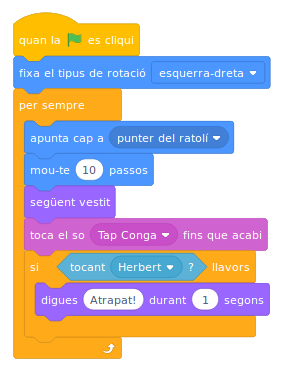 quan la es cliqui
fixa el tipus de rotació esquerra-dreta
per sempre
apunta cap a punter del ratolí
mou-te 10 passos
següent vestit
toca el so Tap Conga fins que acabi
si tocant Herbert ? llavors
digues Atrapat! durant 1 segons